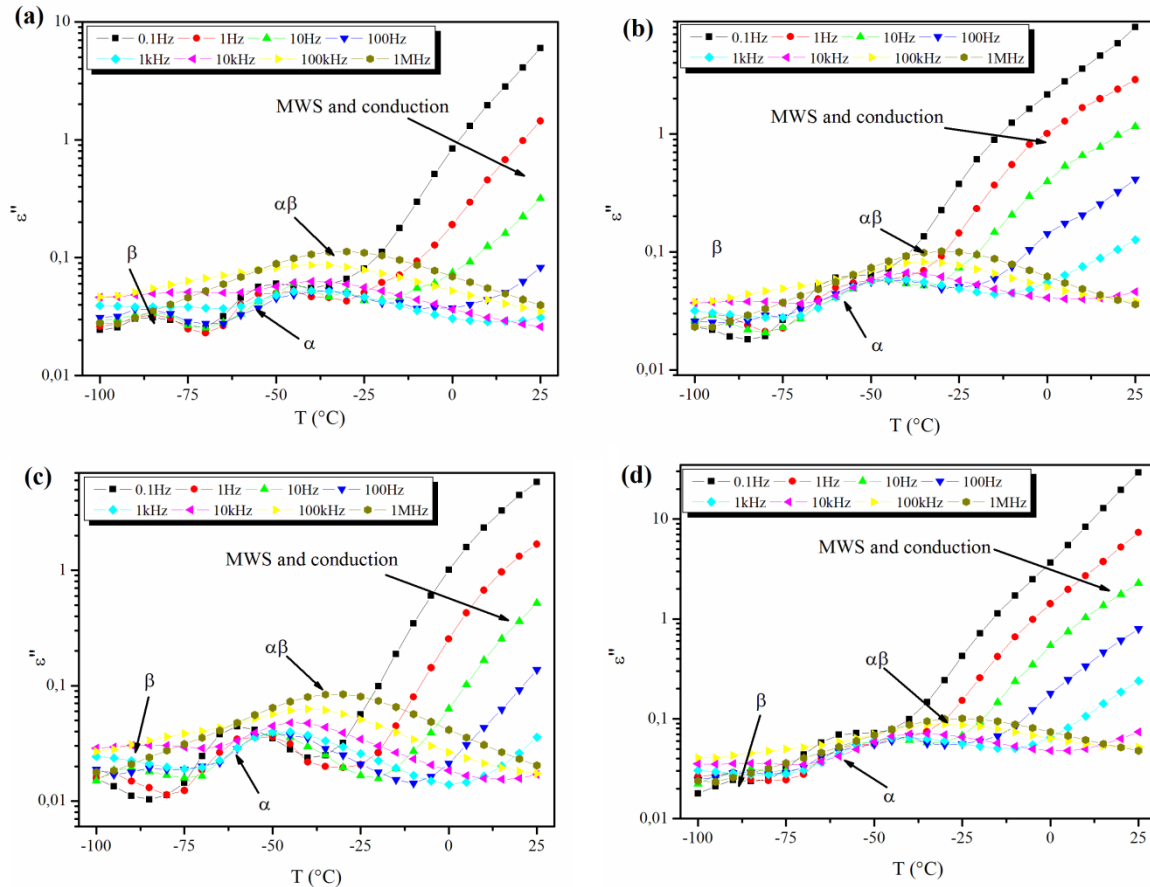 (a)
10
0.1Hz 1Hz 10Hz 100Hz
1kHz 10kHz 100kHz 1MHz
MWS and conduction
1
ε"
αβ
0,1
β
α
0,01
-100 -75 -50 -25 0 25
T (°C)
(b)
0.1Hz 1Hz 10Hz 100Hz
1kHz 10kHz 100kHz 1MHz
MWS and conduction
1
ε"
αβ
β
0,1
α
0,01
-100 -75 -50 -25 0 25
T (°C)
(c)
0.1Hz 1Hz 10Hz 100Hz
1kHz 10kHz 100kHz 1MHz
MWS and conduction
1
ε"
αβ
0,1
β
α
0,01
-100 -75 -50 -25 0 25
T (°C)
(d)
0.1Hz 1Hz 10Hz 100Hz
1kHz 10kHz 100kHz 1MHz
10
MWS and conduction
1
ε"
αβ
β
0,1
α
0,01
-100 -75 -50 -25 0 25
T (°C)